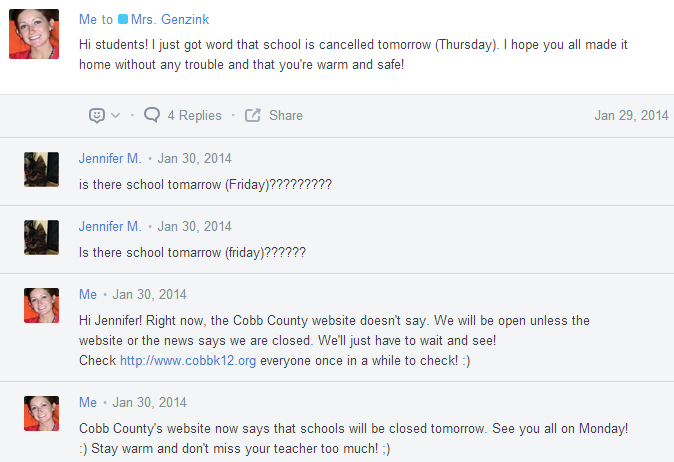 Me to Mrs. Genzink
Hi students! I just got word that school is cancelled tomorrow (Thursday). I hope you all made it
home without any trouble and that you're warm and safe!
4 Replies · Share Jan 29, 2014
Jennifer M. • Jan 30, 2014
is there school tomarrow (Friday)?????????
Jennifer M. • Jan 30, 2014
Is there school tomarrow (friday)??????
Me • Jan 30, 2014
Hi Jennifer! Right now, the Cobb County website doesn't say. We will be open unless the
website or the news says we are closed. We'll just have to wait and see!
Check http://www.cobbk12.org everyone once in a while to check! :)
Me • Jan 30, 2014
Cobb County's website now says that schools will be closed tomorrow. See you all on Monday!
:) Stay warm and don't miss your teacher too much! ;)